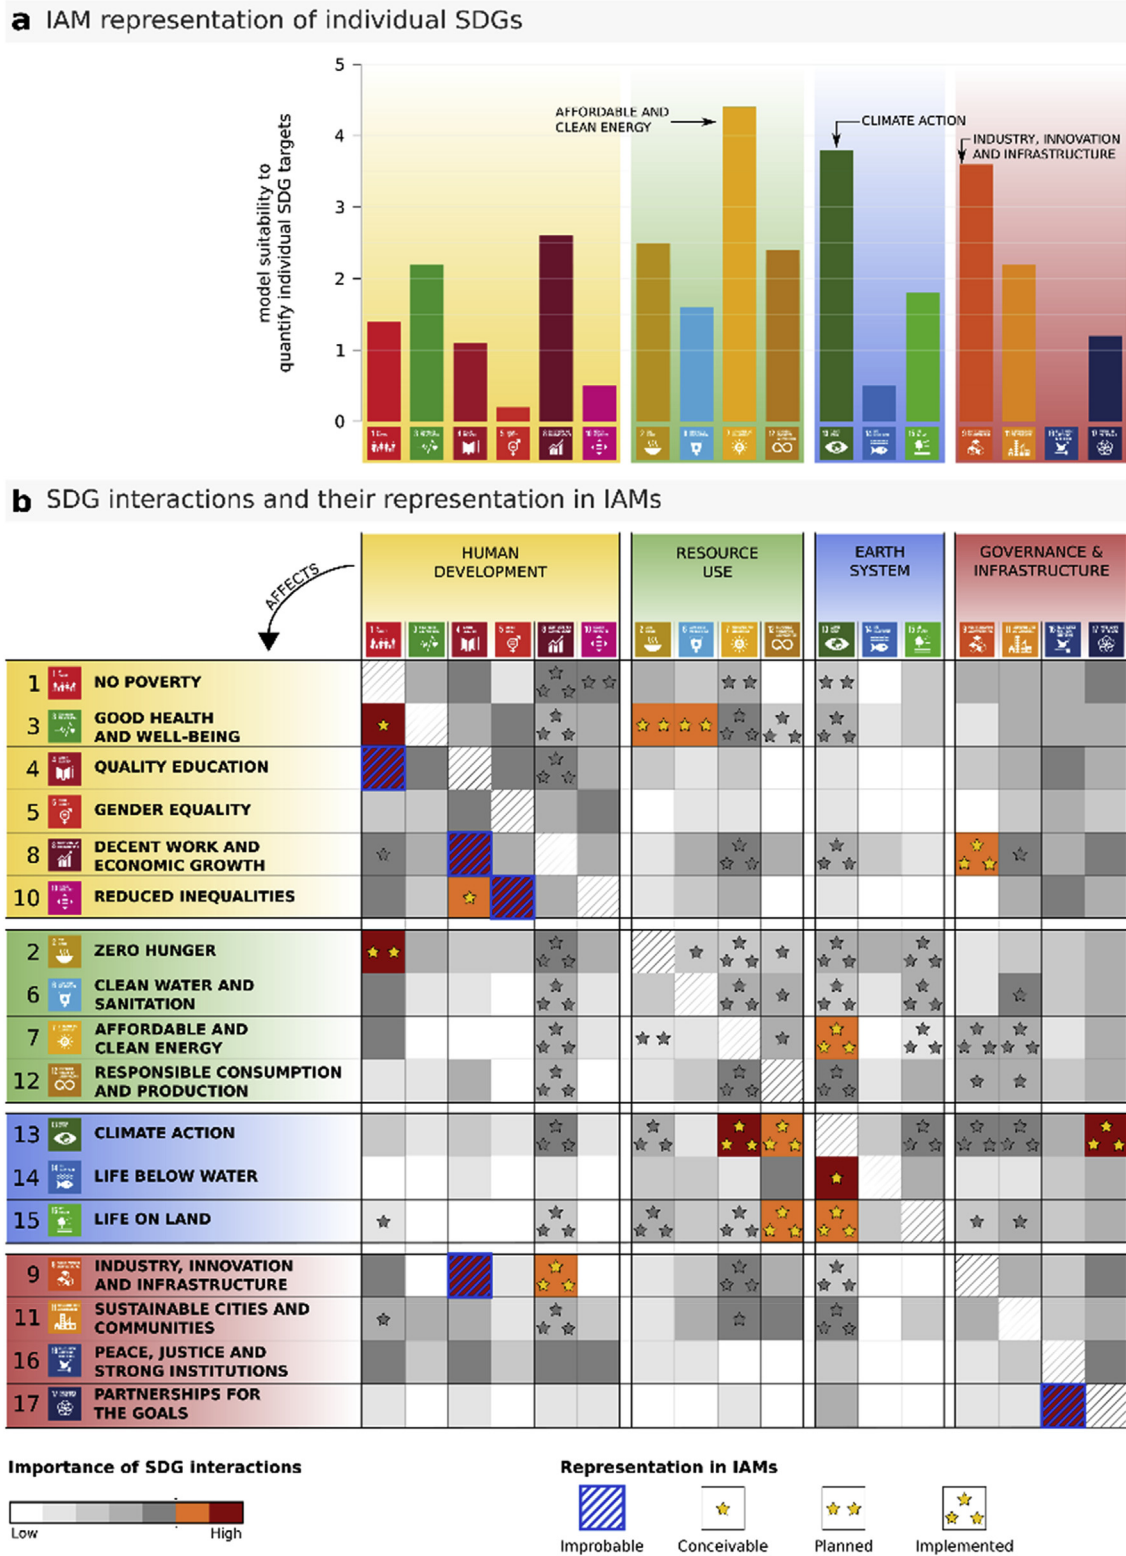 a IAM representation of individual SDGs
model suitability to
quantify individual SDG targets
5
4
3
2
1
0
AFFORDABLE AND
CLEAN ENERGY
CLIMATE ACTION
INDUSTRY, INNOVATION
AND INFRASTRUCTURE
b SDG interactions and their representation in IAMs
AFFECTS
HUMAN
DEVELOPMENT
RESOURCE
USE
EARTH
SYSTEM
GOVERNANCE &
INFRASTRUCTURE
1 NO POVERTY
3 GOOD HEALTH
AND WELL-BEING
4 QUALITY EDUCATION
5 GENDER EQUALITY
8 DECENT WORK AND
ECONOMIC GROWTH
10 REDUCED INEQUALITIES
2 ZERO HUNGER
6 CLEAN WATER AND
SANITATION
7 AFFORDABLE AND
CLEAN ENERGY
12 RESPONSIBLE CONSUMPTION
AND PRODUCTION
13 CLIMATE ACTION
14 LIFE BELOW WATER
15 LIFE ON LAND
9 INDUSTRY, INNOVATION
AND INFRASTRUCTURE
11 SUSTAINABLE CITIES AND
COMMUNITIES
16 PEACE, JUSTICE AND
STRONG INSTITUTIONS
17 PARTNERSHIPS FOR
THE GOALS
Importance of SDG interactions
Low
High
Representation in IAMs
Improbable
Conceivable
Planned
Implemented